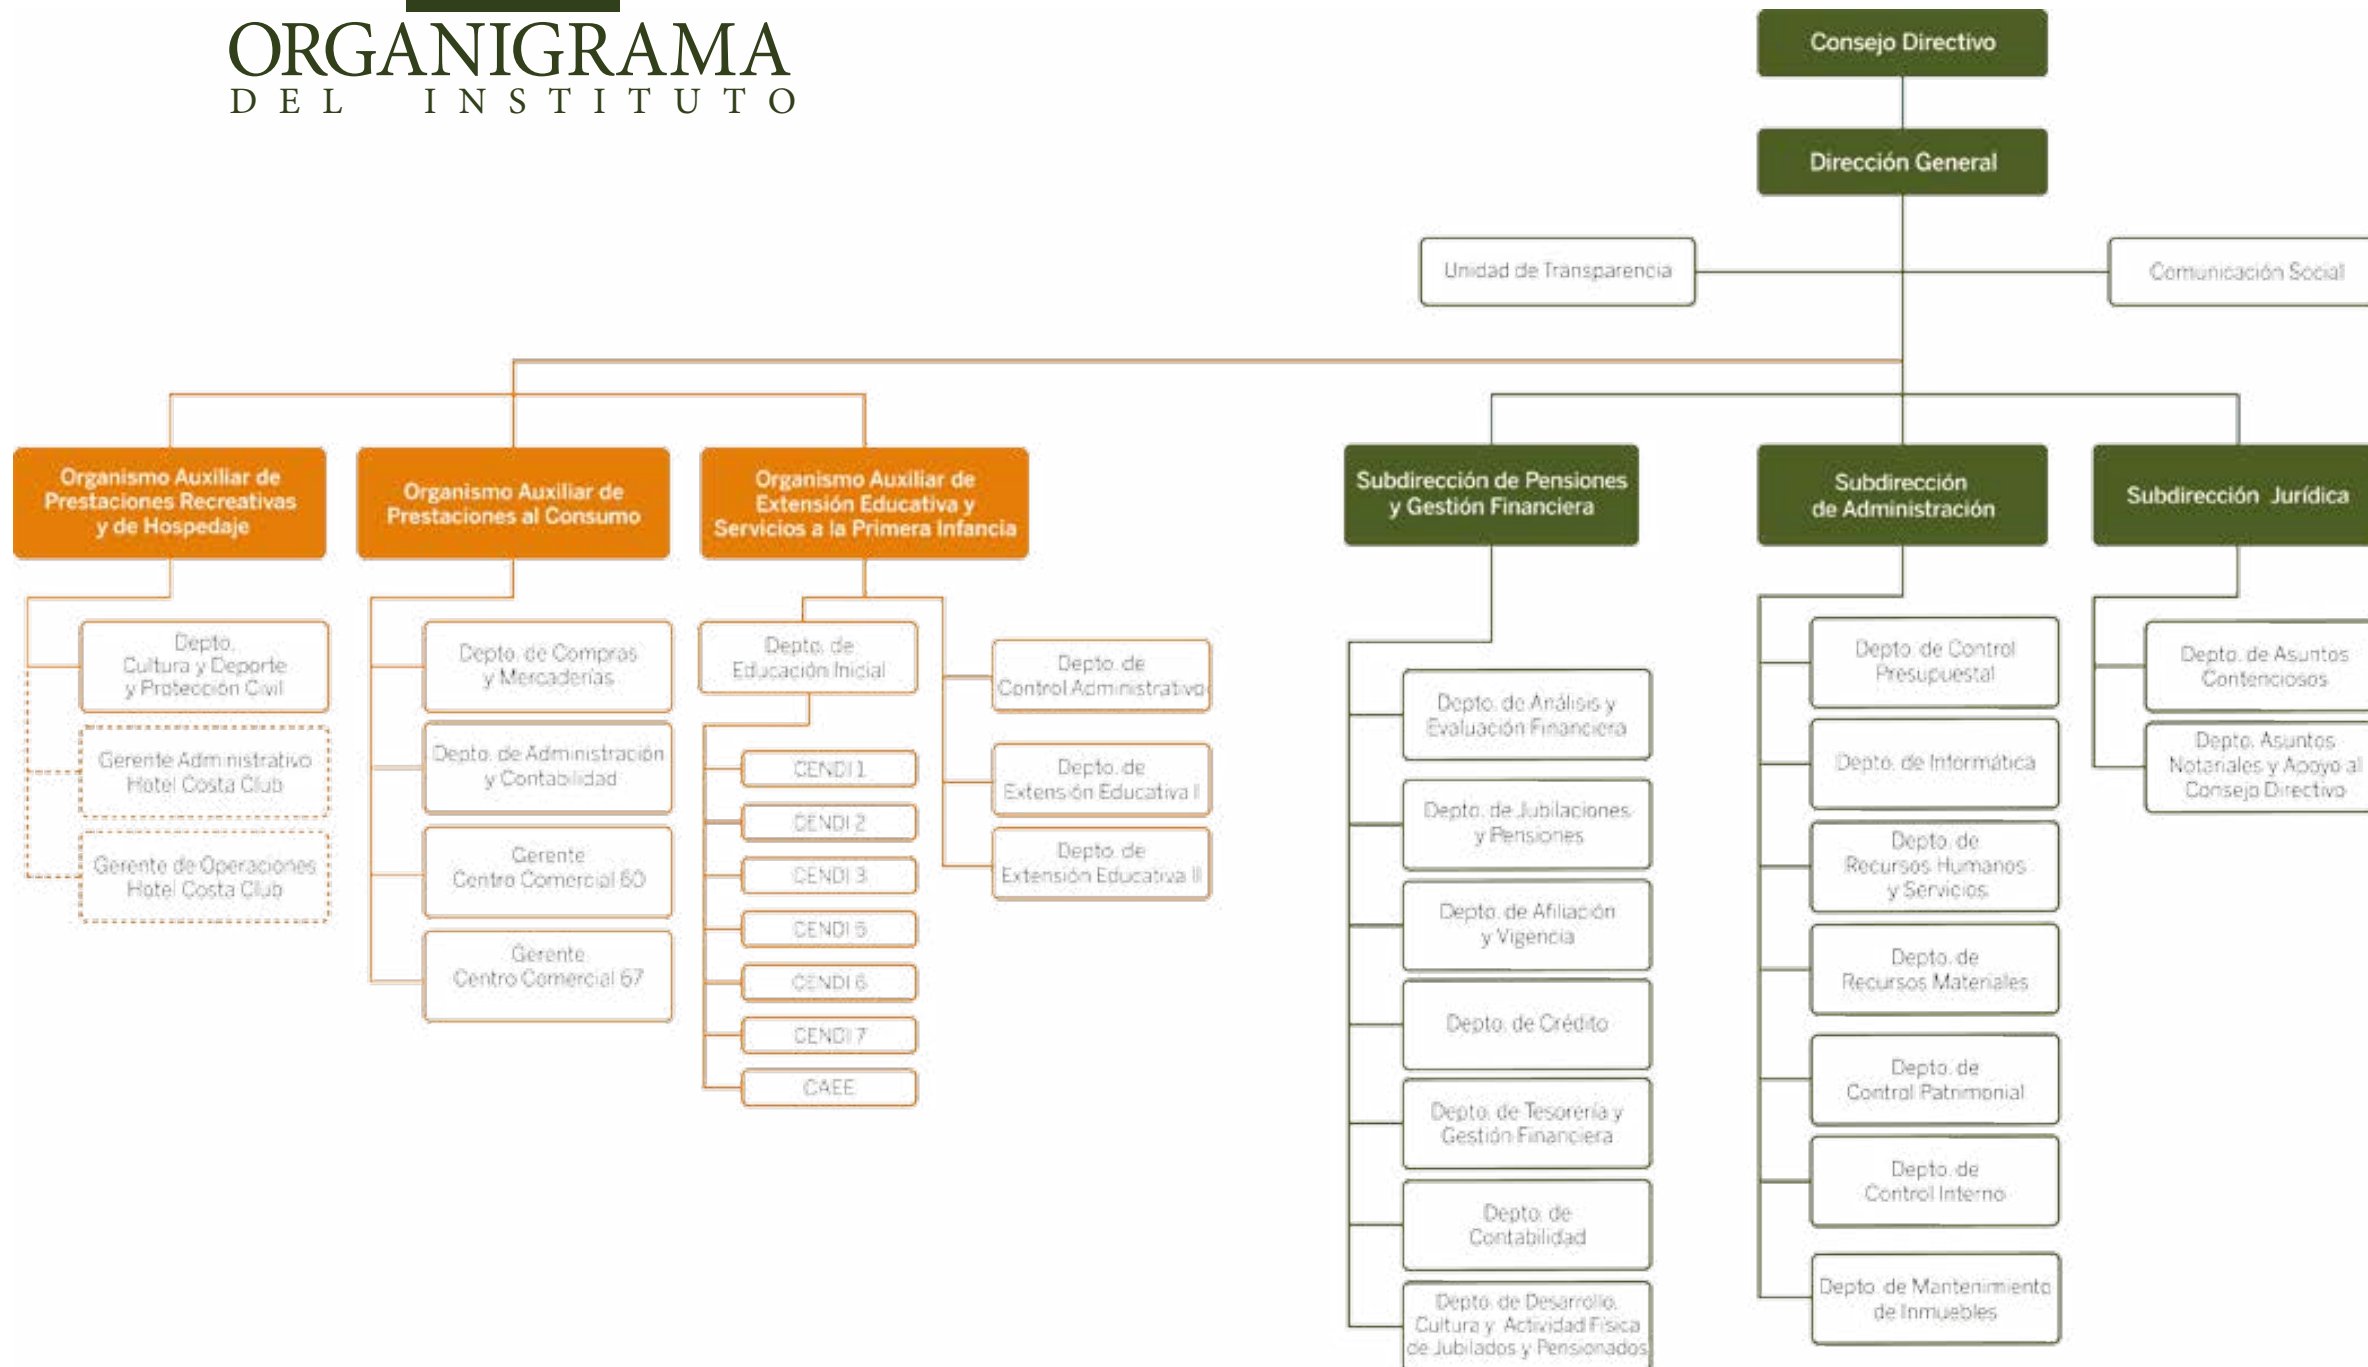 ORGANIGRAMA
DEL INSTITUTO
Consejo Directivo
Dirección General
Unidad de Transparencia
Comunicación Social
Organismo Auxiliar de
Prestaciones Recreativas
y de Hospedaje
Organismo Auxiliar de
Prestaciones al Consumo
Organismo Auxiliar de
Extensión Educativa y
Servicios a la Primera Infancia
Subdirección de Pensiones
y Gestión Financiera
Subdirección
de Administración
Subdirección Jurídica
Depto.
Cultura y Deporte
y Protección Civil
Gerente Administrativo
Hotel Costa Club
Gerente de Operaciones
Hotel Costa Club
Depto. de Compras
y Mercaderías
Depto. de Administración
y Contabilidad
Gerente
Centro Comercial 60
Gerente
Centro Comercial 67
Depto. de
Educación Inicial
CENDI 1
CENDI 2
CENDI 3
CENDI 5
CENDI 6
CENDI 7
CAEE
Depto. de
Control Administrativo
Depto. de
Extensión Educativa I
Depto. de
Extensión Educativa II
Depto. de Análisis y
Evaluación Financiera
Depto. de Jubilaciones
y Pensiones
Depto. de Afiliación
y Vigencia
Depto. de Crédito
Depto. de Tesorería y
Gestión Financiera
Depto. de
Contabilidad
Depto. de Desarrollo,
Cultura y Actividad Física
de Jubilados y Pensionados
Depto. de Control
Presupuestal
Depto. de Informática
Depto. de
Recursos Humanos
y Servicios
Depto. de
Recursos Materiales
Depto. de
Control Patrimonial
Depto. de
Control Interno
Depto. de Mantenimiento
de Inmuebles
Depto. de Asuntos
Contenciosos
Depto. Asuntos
Notariales y Apoyo al
Consejo Directivo